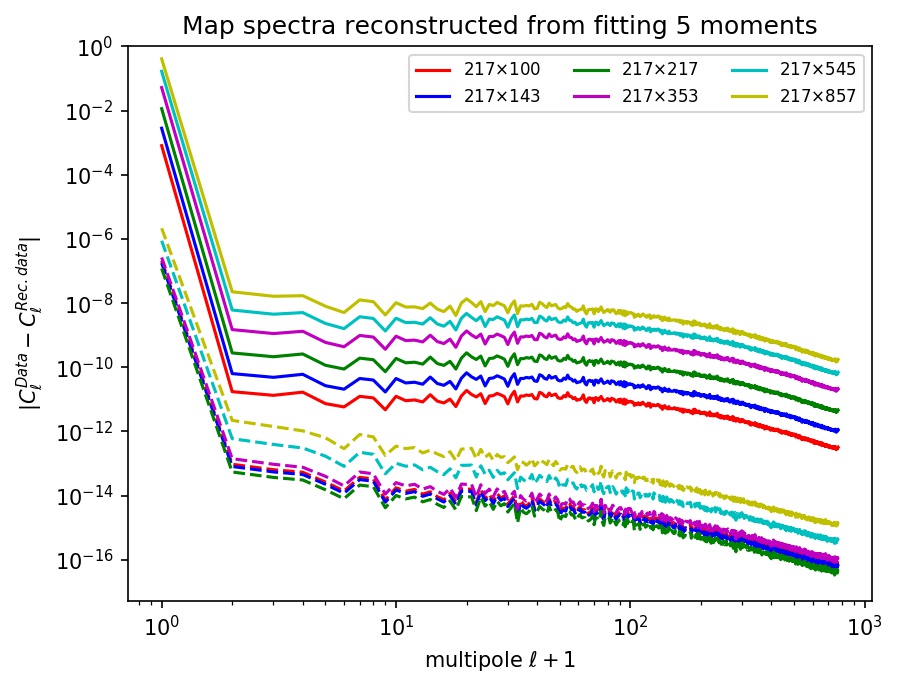 Map spectra reconstructed from fitting 5 moments
217×100 217×217 217×545
217×143 217×353 217×857
10^0
10^-2
10^-4
10^-6
10^-8
10^-10
10^-12
10^-14
10^-16
|C_ℓ^Data − C_ℓ^Rec.data|
10^0 10^1 10^2 10^3
multipole ℓ + 1